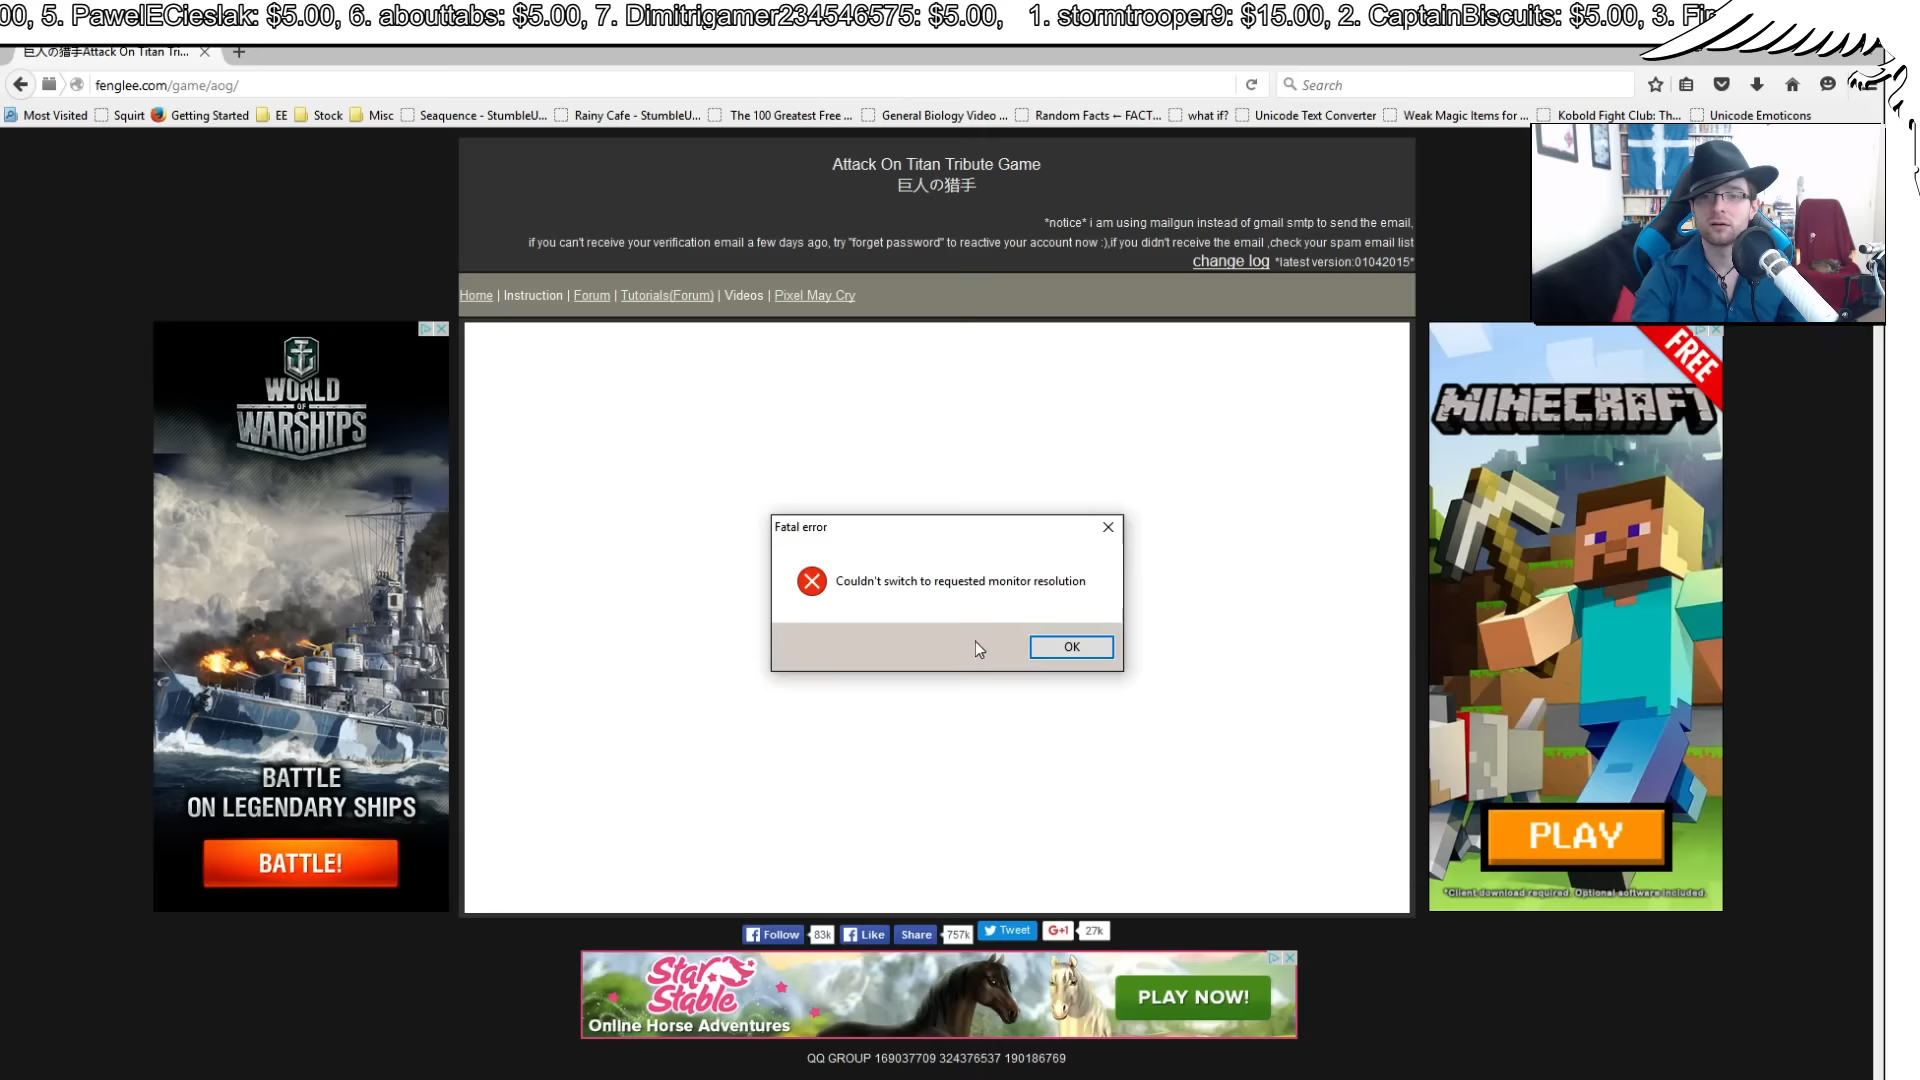 00, 5. PawelECieslak: $5.00, 6. abouttabs: $5.00, 7. Dimitrigamer234546575: $5.00, 1. stormtrooper9: $15.00, 2. CaptainBiscuits: $5.00, 3.
巨人の猎手Attack On Titan Tri...
fenglee.com/game/aog/
Search
Most Visited Squirt Getting Started EE Stock Misc Seaquence - StumbleU... Rainy Cafe - StumbleU... The 100 Greatest Free ... General Biology Video ... Random Facts ← FACT... what if? Unicode Text Converter Weak Magic Items for ... Kobold Fight Club: Th... Unicode Emoticons
Attack On Titan Tribute Game
巨人の猎手
*notice* i am using mailgun instead of gmail smtp to send the email,
if you can't receive your verification email a few days ago, try "forget password" to reactive your account now :),if you didn't receive the email ,check your spam email list
change log *latest version:01042015*
Home | Instruction | Forum | Tutorials(Forum) | Videos | Pixel May Cry
WORLD
OF
WARSHIPS
BATTLE
ON LEGENDARY SHIPS
BATTLE!
Fatal error
Couldn't switch to requested monitor resolution
OK
FREE
MINECRAFT
PLAY
*Client download required. Optional software included.
Follow 83k Like Share 757k Tweet G+1 27k
Star
Stable
Online Horse Adventures
PLAY NOW!
QQ GROUP 169037709 324376537 190186769